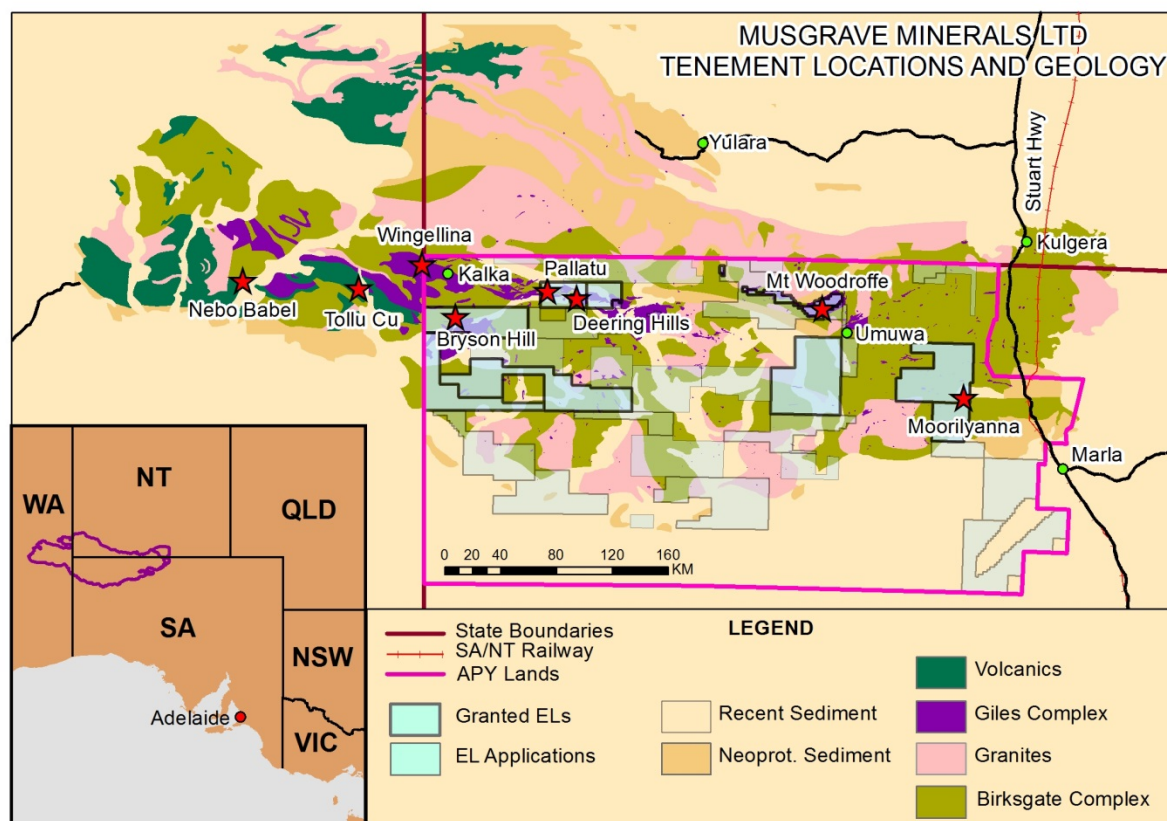 MUSGRAVE MINERALS LTD
TENEMENT LOCATIONS AND GEOLOGY
Yulara
Stuart Hwy
Kulgera
Wingellina
Kalka
Pallatu
Mt Woodroffe
Nebo Babel
Tollu Cu
Bryson Hill
Deering Hills
Umuwa
Moorilyanna
Marla
0 20 40 80 120 160
KM
WA
NT
QLD
SA
NSW
VIC
Adelaide
LEGEND
State Boundaries
SA/NT Railway
APY Lands
Granted ELs
EL Applications
Recent Sediment
Neoprot. Sediment
Volcanics
Giles Complex
Granites
Birksgate Complex